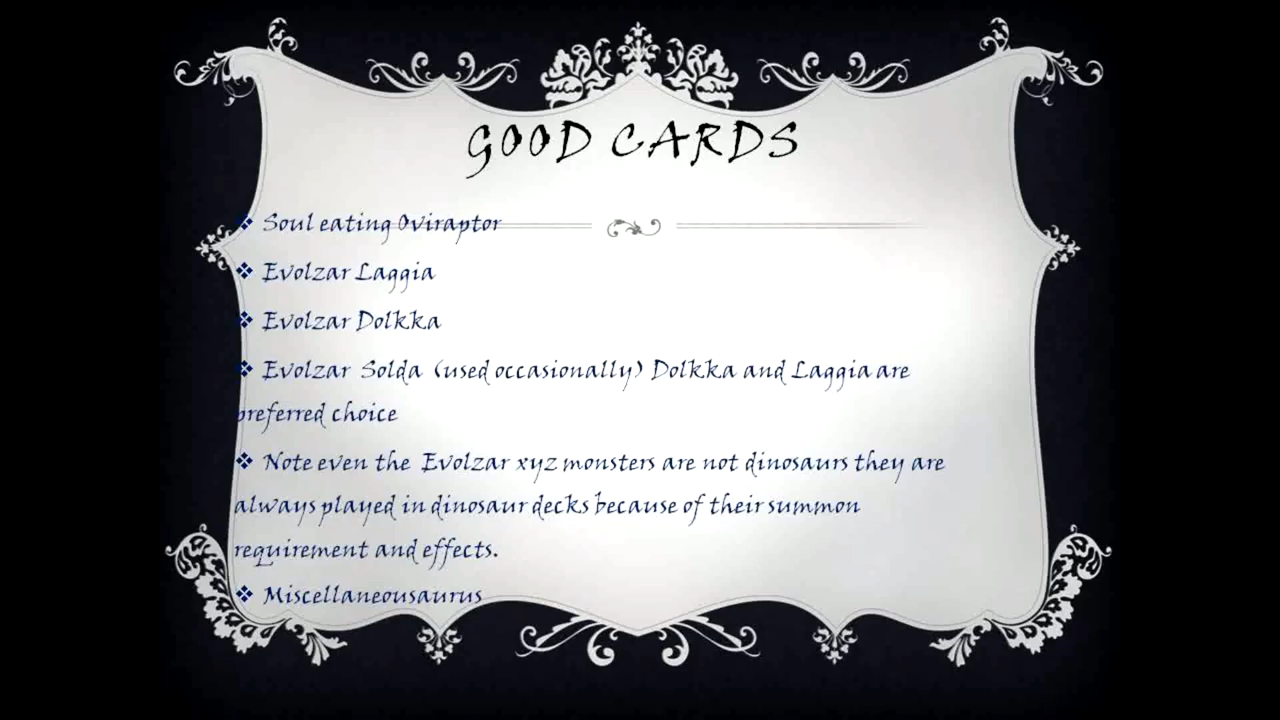 GOOD CARDS
❖ Soul eating Oviraptor
❖ Evolzar Laggia
❖ Evolzar Dolkka
❖ Evolzar Solda (used occasionally) Dolkka and Laggia are
preferred choice
❖ Note even the Evolzar xyz monsters are not dinosaurs they are
always played in dinosaur decks because of their summon
requirement and effects.
❖ Miscellaneousaurus